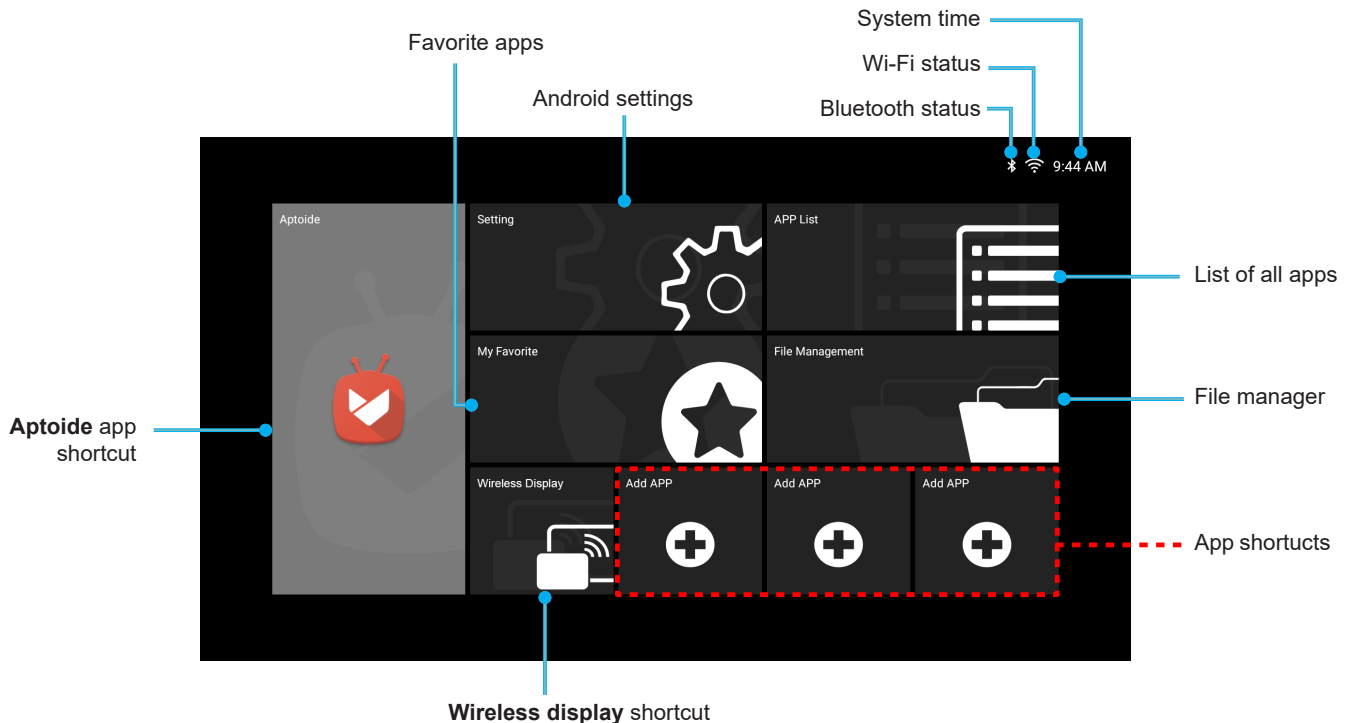 System time
Favorite apps
Wi-Fi status
Android settings
Bluetooth status
9:44 AM
Aptoide
Setting
APP List
List of all apps
My Favorite
File Management
File manager
Aptoide app
shortcut
Wireless Display
Add APP
Add APP
Add APP
App shortucts
Wireless display shortcut